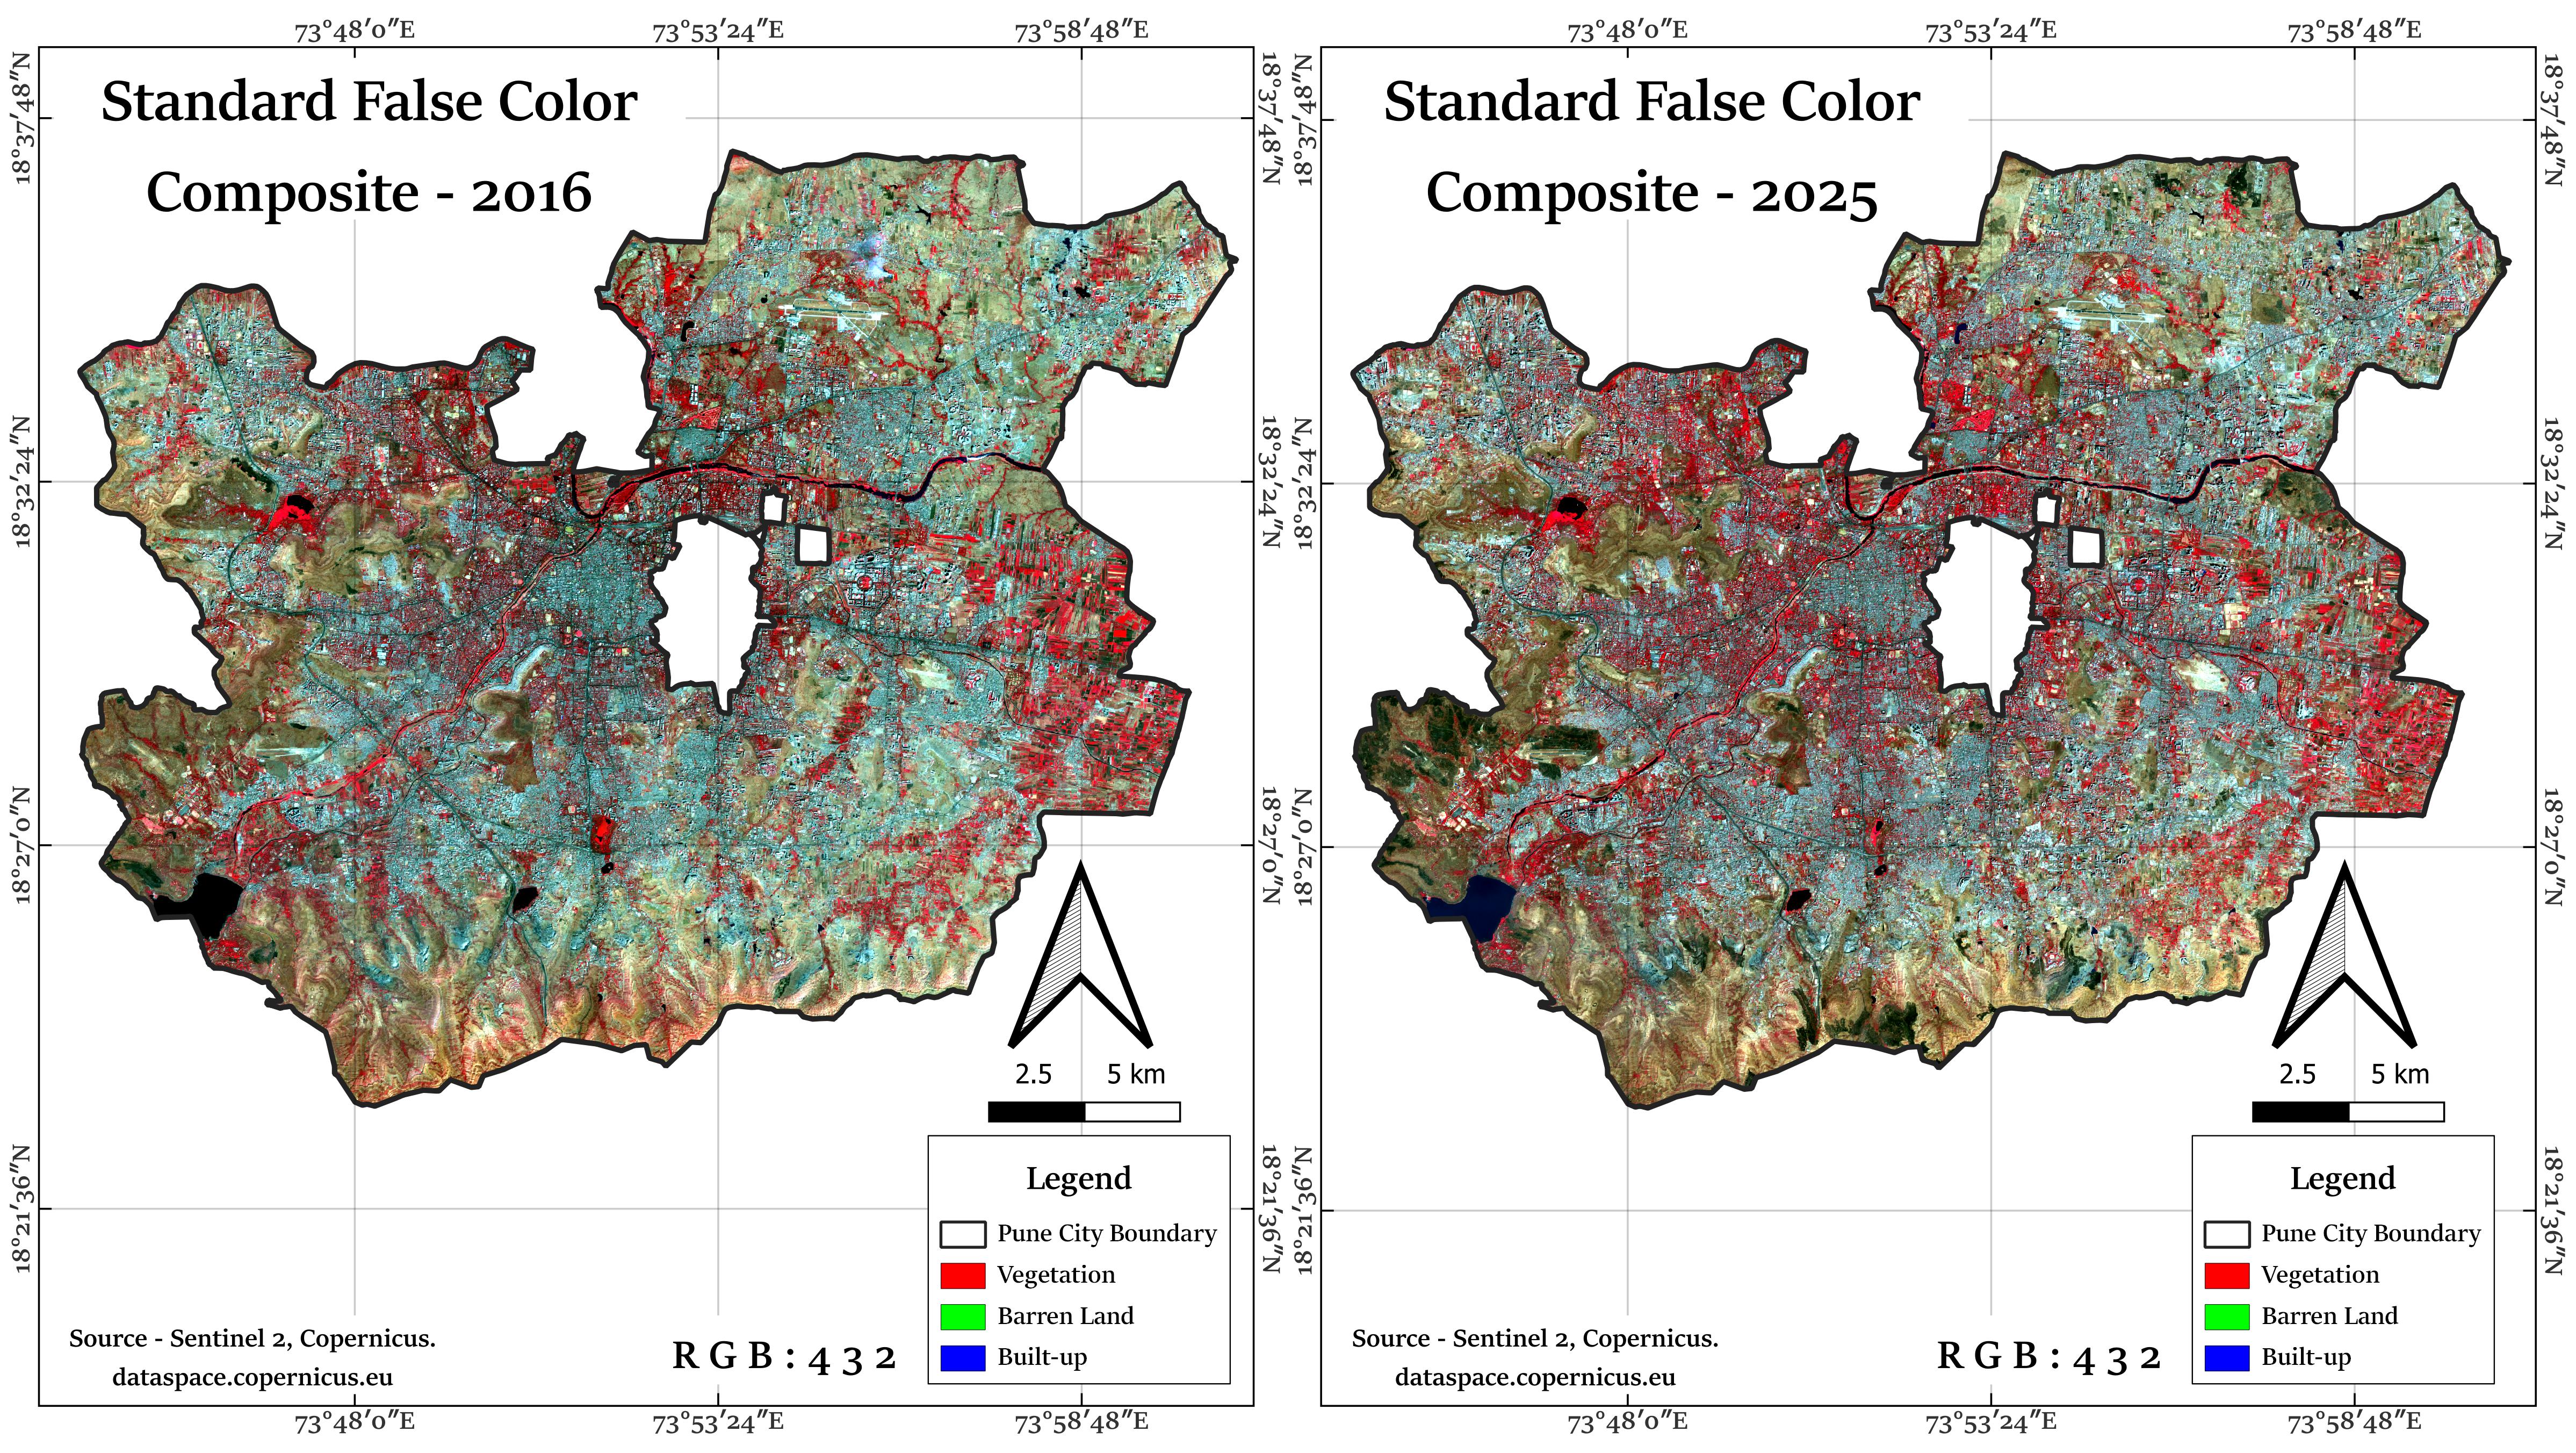 73°48′0″E 73°53′24″E 73°58′48″E
18°37′48″N
18°32′24″N
18°27′0″N
18°21′36″N
Standard False Color
Composite - 2016
18°37′48″N
18°32′24″N
18°27′0″N
18°21′36″N
2.5 5 km
Legend
Pune City Boundary
Vegetation
Barren Land
Built-up
Source - Sentinel 2, Copernicus.
dataspace.copernicus.eu
R G B : 4 3 2
73°48′0″E 73°53′24″E 73°58′48″E
73°48′0″E 73°53′24″E 73°58′48″E
18°37′48″N
18°32′24″N
18°27′0″N
18°21′36″N
Standard False Color
Composite - 2025
18°37′48″N
18°32′24″N
18°27′0″N
18°21′36″N
2.5 5 km
Legend
Pune City Boundary
Vegetation
Barren Land
Built-up
Source - Sentinel 2, Copernicus.
dataspace.copernicus.eu
R G B : 4 3 2
73°48′0″E 73°53′24″E 73°58′48″E